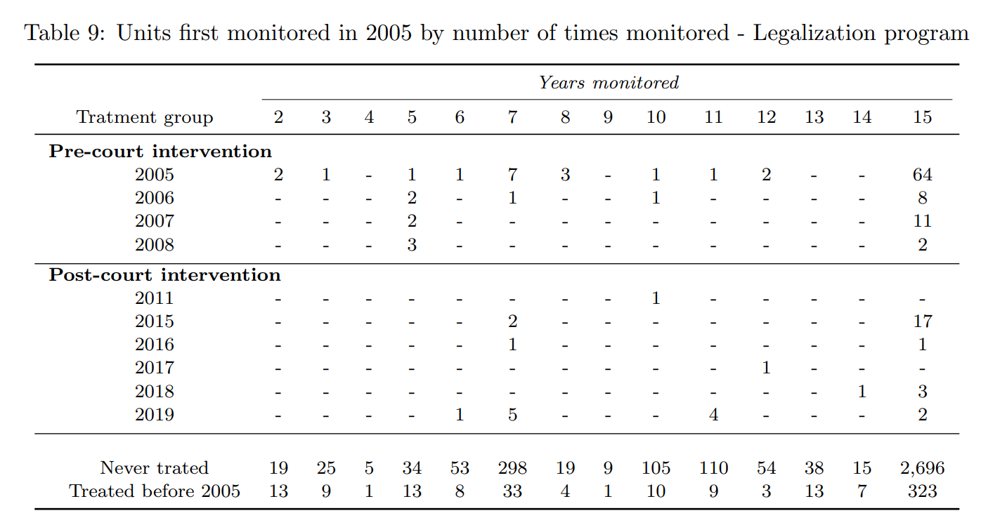 Table 9: Units first monitored in 2005 by number of times monitored - Legalization program
Years monitored
Tratment group 2 3 4 5 6 7 8 9 10 11 12 13 14 15
Pre-court intervention
2005 2 1 - 1 1 7 3 - 1 1 2 - - 64
2006 - - - 2 - 1 - - 1 - - - - 8
2007 - - - 2 - - - - - - - - - 11
2008 - - - 3 - - - - - - - - - 2
Post-court intervention
2011 - - - - - - - - 1 - - - - -
2015 - - - - - 2 - - - - - - - 17
2016 - - - - - 1 - - - - - - - 1
2017 - - - - - - - - - - 1 - - -
2018 - - - - - - - - - - - - 1 3
2019 - - - - 1 5 - - - 4 - - - 2
Never trated 19 25 5 34 53 298 19 9 105 110 54 38 15 2,696
Treated before 2005 13 9 1 13 8 33 4 1 10 9 3 13 7 323